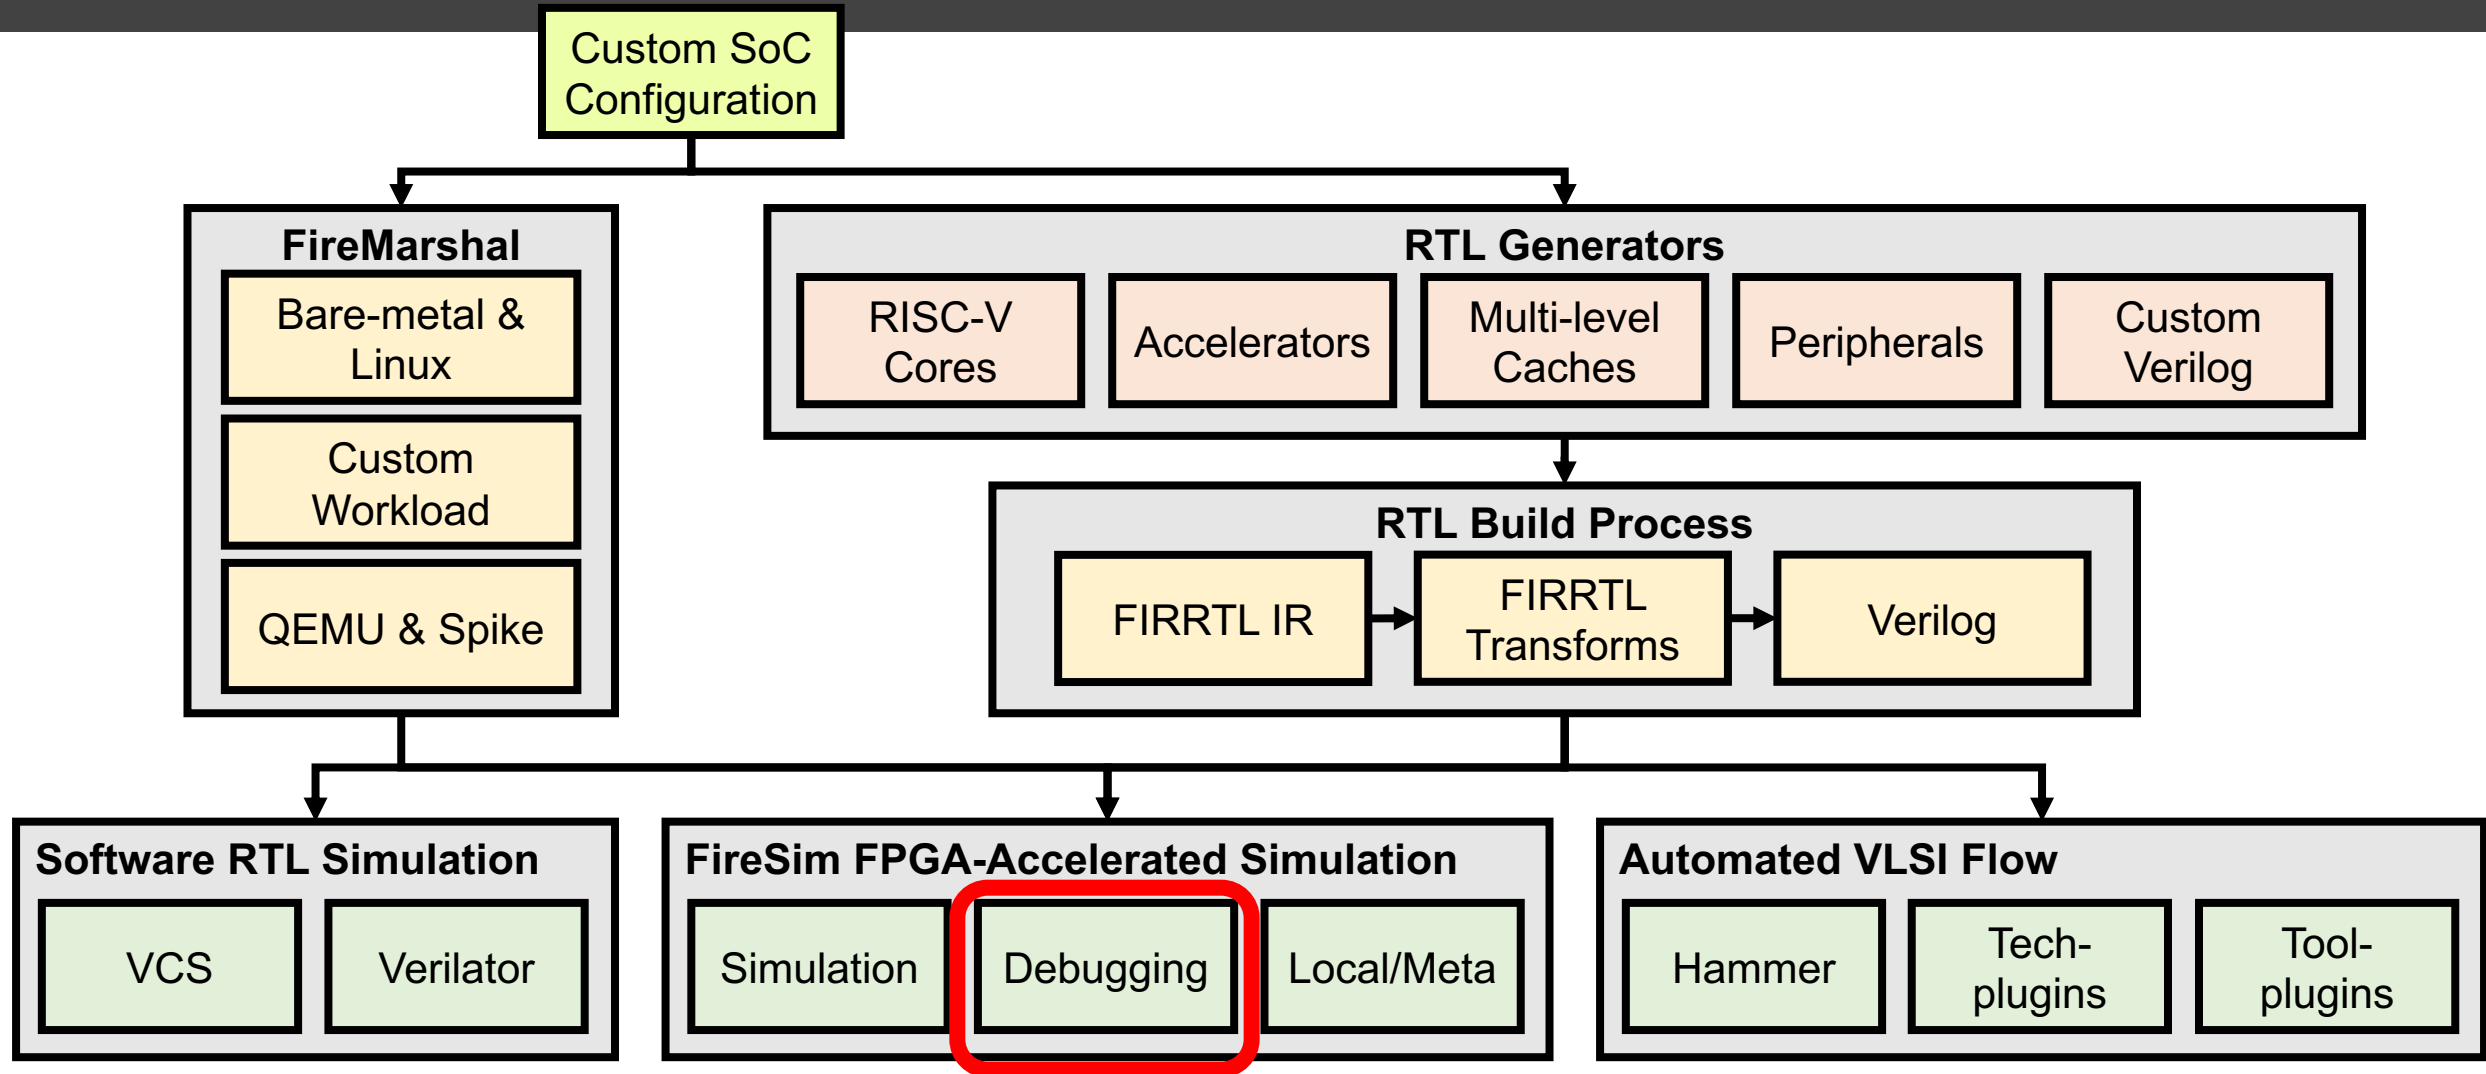 Custom SoC
Configuration
FireMarshal
Bare-metal &
Linux
Custom
Workload
QEMU & Spike
RTL Generators
RISC-V
Cores
Accelerators
Multi-level
Caches
Peripherals
Custom
Verilog
RTL Build Process
FIRRTL IR
FIRRTL
Transforms
Verilog
Software RTL Simulation
VCS
Verilator
FireSim FPGA-Accelerated Simulation
Simulation
Debugging
Local/Meta
Automated VLSI Flow
Hammer
Tech-
plugins
Tool-
plugins